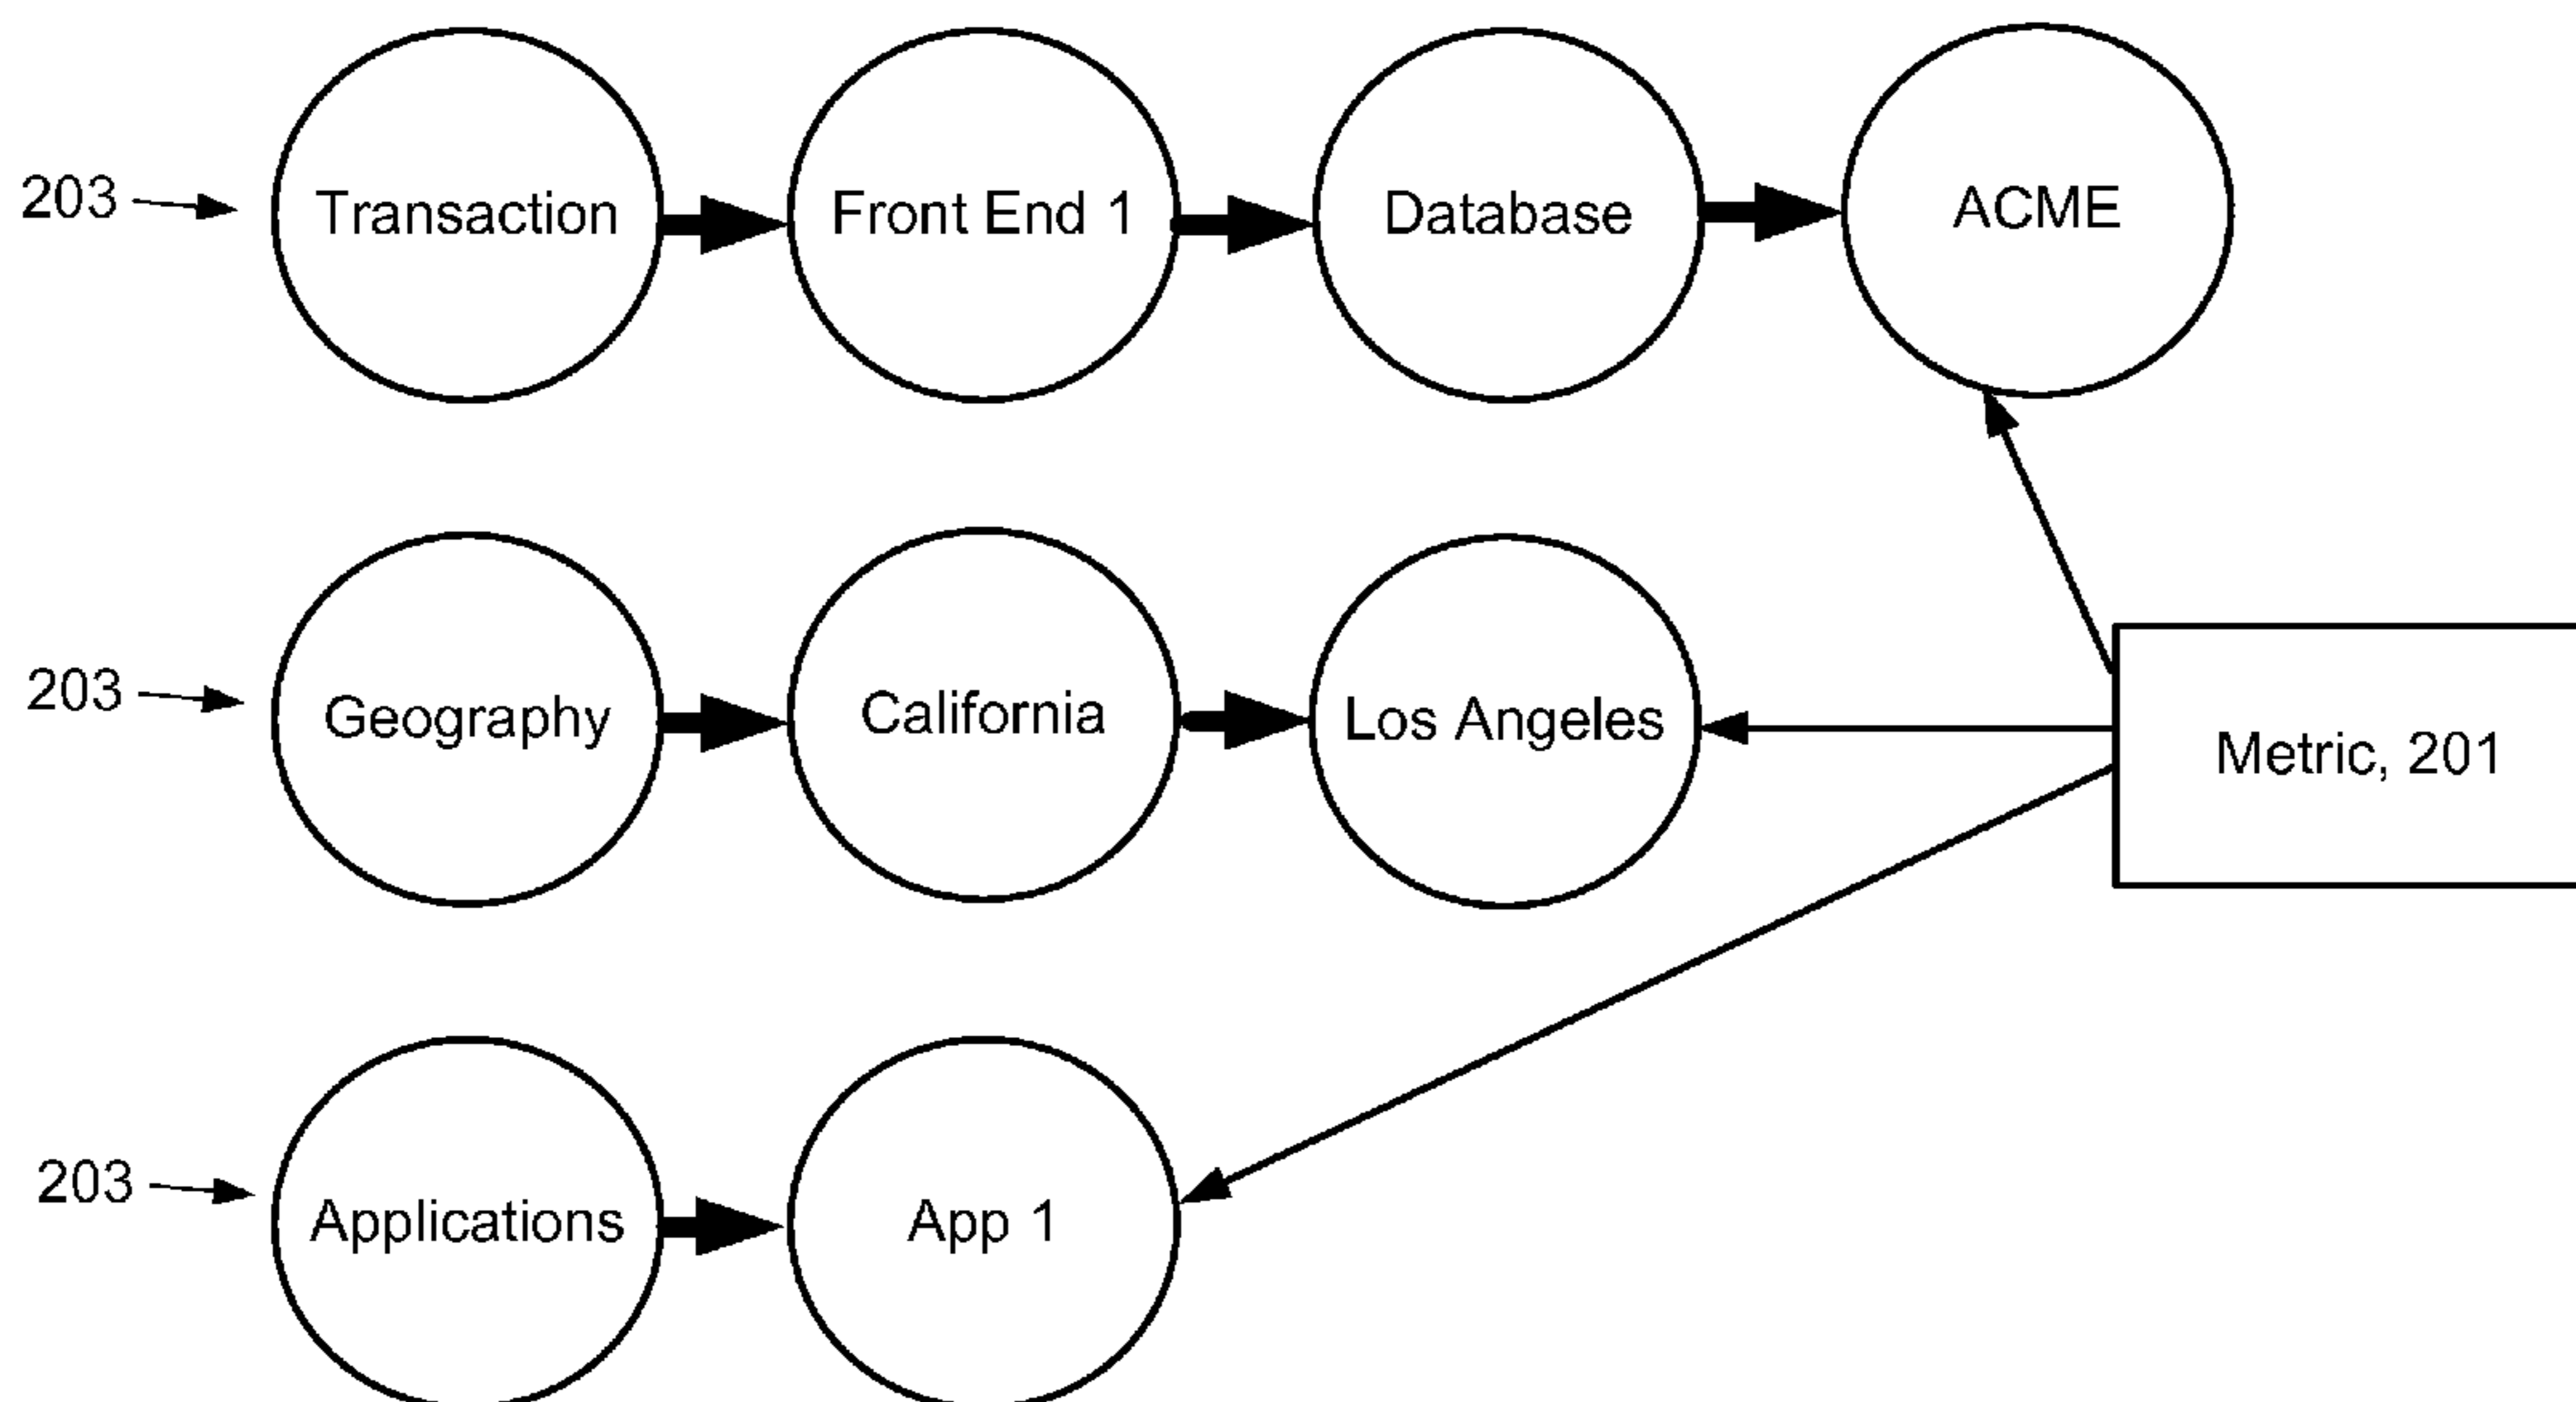 203
Transaction
Front End 1
Database
ACME
203
Geography
California
Los Angeles
Metric, 201
203
Applications
App 1